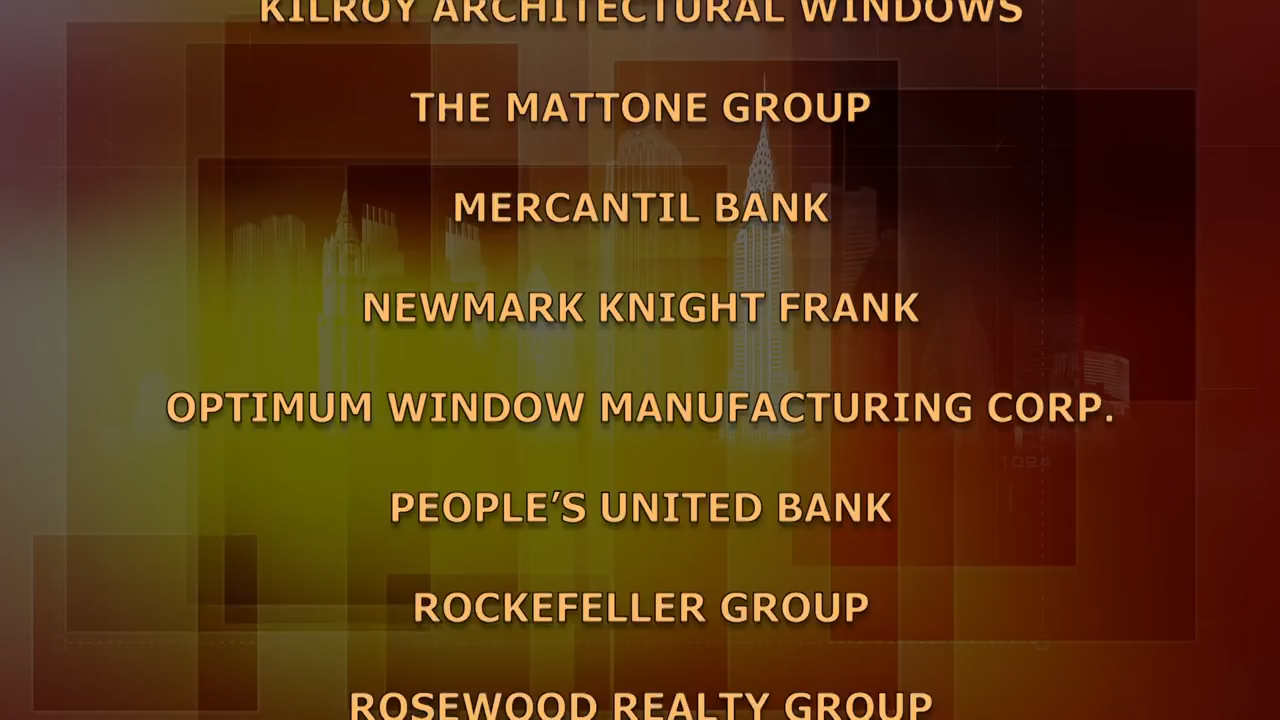 KILROY ARCHITECTURAL WINDOWS
THE MATTONE GROUP
MERCANTIL BANK
NEWMARK KNIGHT FRANK
OPTIMUM WINDOW MANUFACTURING CORP.
1024
PEOPLE'S UNITED BANK
ROCKEFELLER GROUP
ROSEWOOD REALTY GROUP